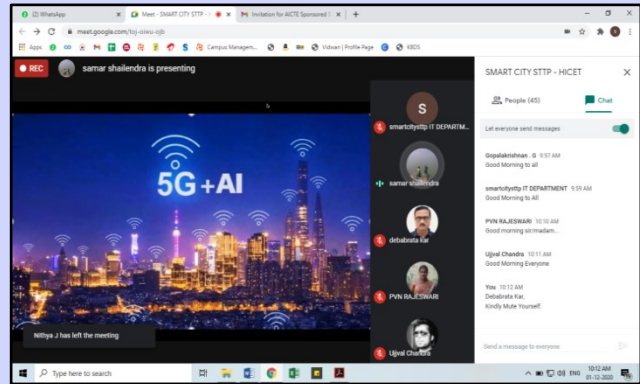 (2) WhatsApp
Meet - SMART CITY STTP -
Invitation for AICTE Sponsored
meet.google.com/toj-oiwu-ojb
Apps
Campus Managem...
Vidwan | Profile Page
KBDS
REC
samar shailendra is presenting
5G+AI
Nithya J has left the meeting
S
smartcitysttp IT DEPARTM...
samar shailendra
debabrata kar
PVN RAJESWARI
Ujjval Chandra
SMART CITY STTP - HICET
People (45)
Chat
Let everyone send messages
Gopalakrishnan . G 9:57 AM
Good Morning to all
smartcitysttp IT DEPARTMENT 9:59 AM
Good Morning to All
PVN RAJESWARI 10:10 AM
Good morning sir/madam...
Ujjval Chandra 10:11 AM
Good Morning Everyone
You 10:12 AM
Debabrata Kar,
Kindly Mute Yourself.
Send a message to everyone
Type here to search
ENG
10:12 AM
01-12-2020